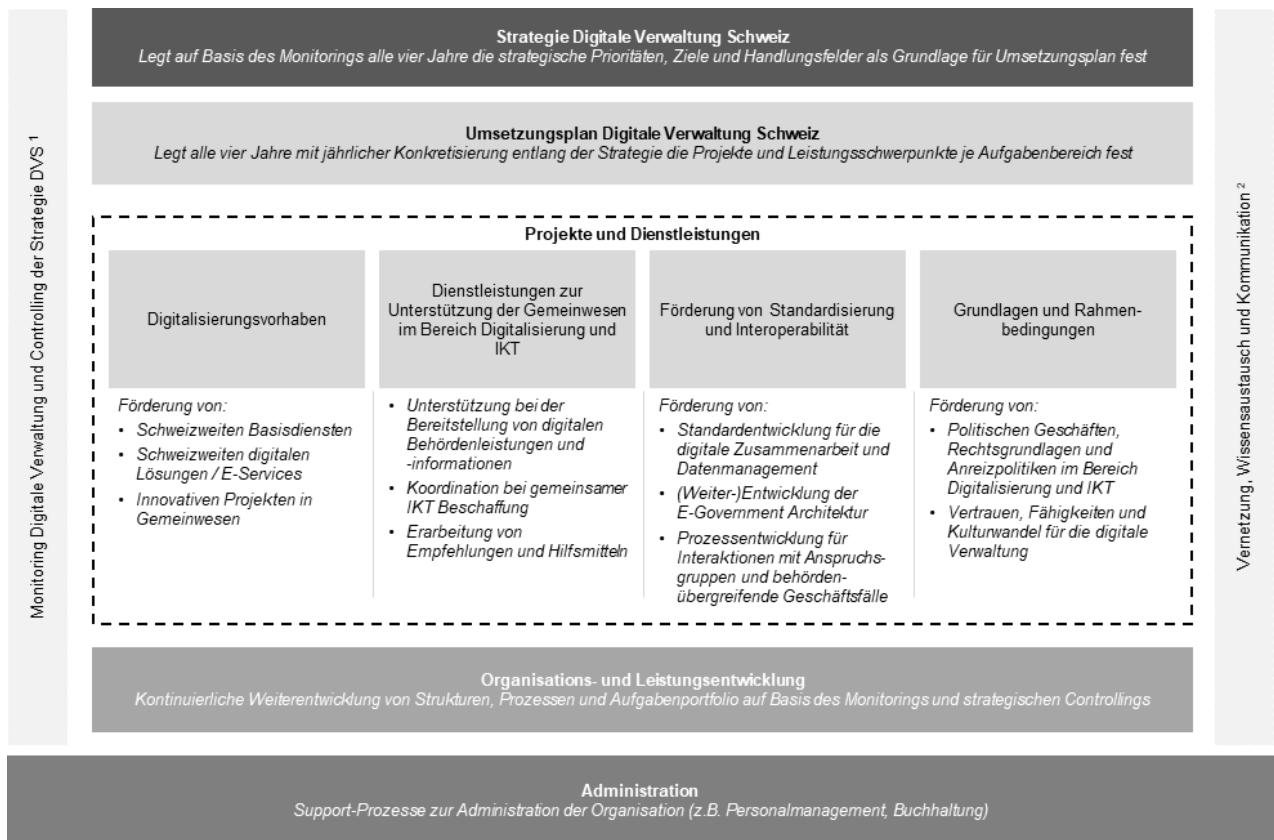 Strategie Digitale Verwaltung Schweiz
Legt auf Basis des Monitorings alle vier Jahre die strategische Prioritäten, Ziele und Handlungsfelder als Grundlage für Umsetzungsplan fest
Umsetzungsplan Digitale Verwaltung Schweiz
Legt alle vier Jahre mit jährlicher Konkretisierung entlang der Strategie die Projekte und Leistungsschwerpunkte je Aufgabenbereich fest
Monitoring Digitale Verwaltung und Controlling der Strategie DVS ¹
Projekte und Dienstleistungen
Digitalisierungsvorhaben
Förderung von:
• Schweizweiten Basisdiensten
• Schweizweiten digitalen
Lösungen / E-Services
• Innovativen Projekten in
Gemeinwesen
Dienstleistungen zur
Unterstützung der Gemeinwesen
im Bereich Digitalisierung und
IKT
• Unterstützung bei der
Bereitstellung von digitalen
Behördenleistungen und
-informationen
• Koordination bei gemeinsamer
IKT Beschaffung
• Erarbeitung von
Empfehlungen und Hilfsmitteln
Förderung von Standardisierung
und Interoperabilität
Förderung von:
• Standardentwicklung für die
digitale Zusammenarbeit und
Datenmanagement
• (Weiter-)Entwicklung der
E-Government Architektur
• Prozessentwicklung für
Interaktionen mit Anspruchs-
gruppen und behörden-
übergreifende Geschäftsfälle
Grundlagen und Rahmen-
bedingungen
Förderung von:
• Politischen Geschäften,
Rechtsgrundlagen und
Anreizpolitiken im Bereich
Digitalisierung und IKT
• Vertrauen, Fähigkeiten und
Kulturwandel für die digitale
Verwaltung
Vernetzung, Wissensaustausch und Kommunikation ²
Organisations- und Leistungsentwicklung
Kontinuierliche Weiterentwicklung von Strukturen, Prozessen und Aufgabenportfolio auf Basis des Monitorings und strategischen Controllings
Administration
Support-Prozesse zur Administration der Organisation (z.B. Personalmanagement, Buchhaltung)